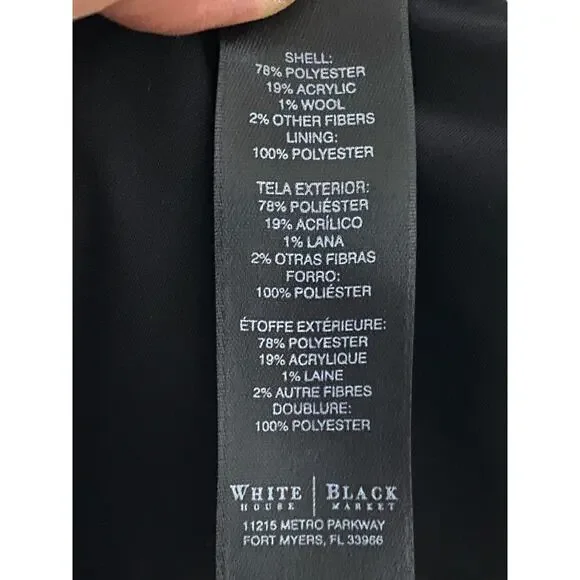 SHELL:
78% POLYESTER
19% ACRYLIC
1% WOOL
2% OTHER FIBERS
LINING:
100% POLYESTER
TELA EXTERIOR:
78% POLIÉSTER
19% ACRÍLICO
1% LANA
2% OTRAS FIBRAS
FORRO:
100% POLIÉSTER
ÉTOFFE EXTÉRIEURE:
78% POLYESTER
19% ACRYLIQUE
1% LAINE
2% AUTRE FIBRES
DOUBLURE:
100% POLYESTER
WHITE | BLACK
HOUSE | MARKET
11215 METRO PARKWAY
FORT MYERS, FL 33966